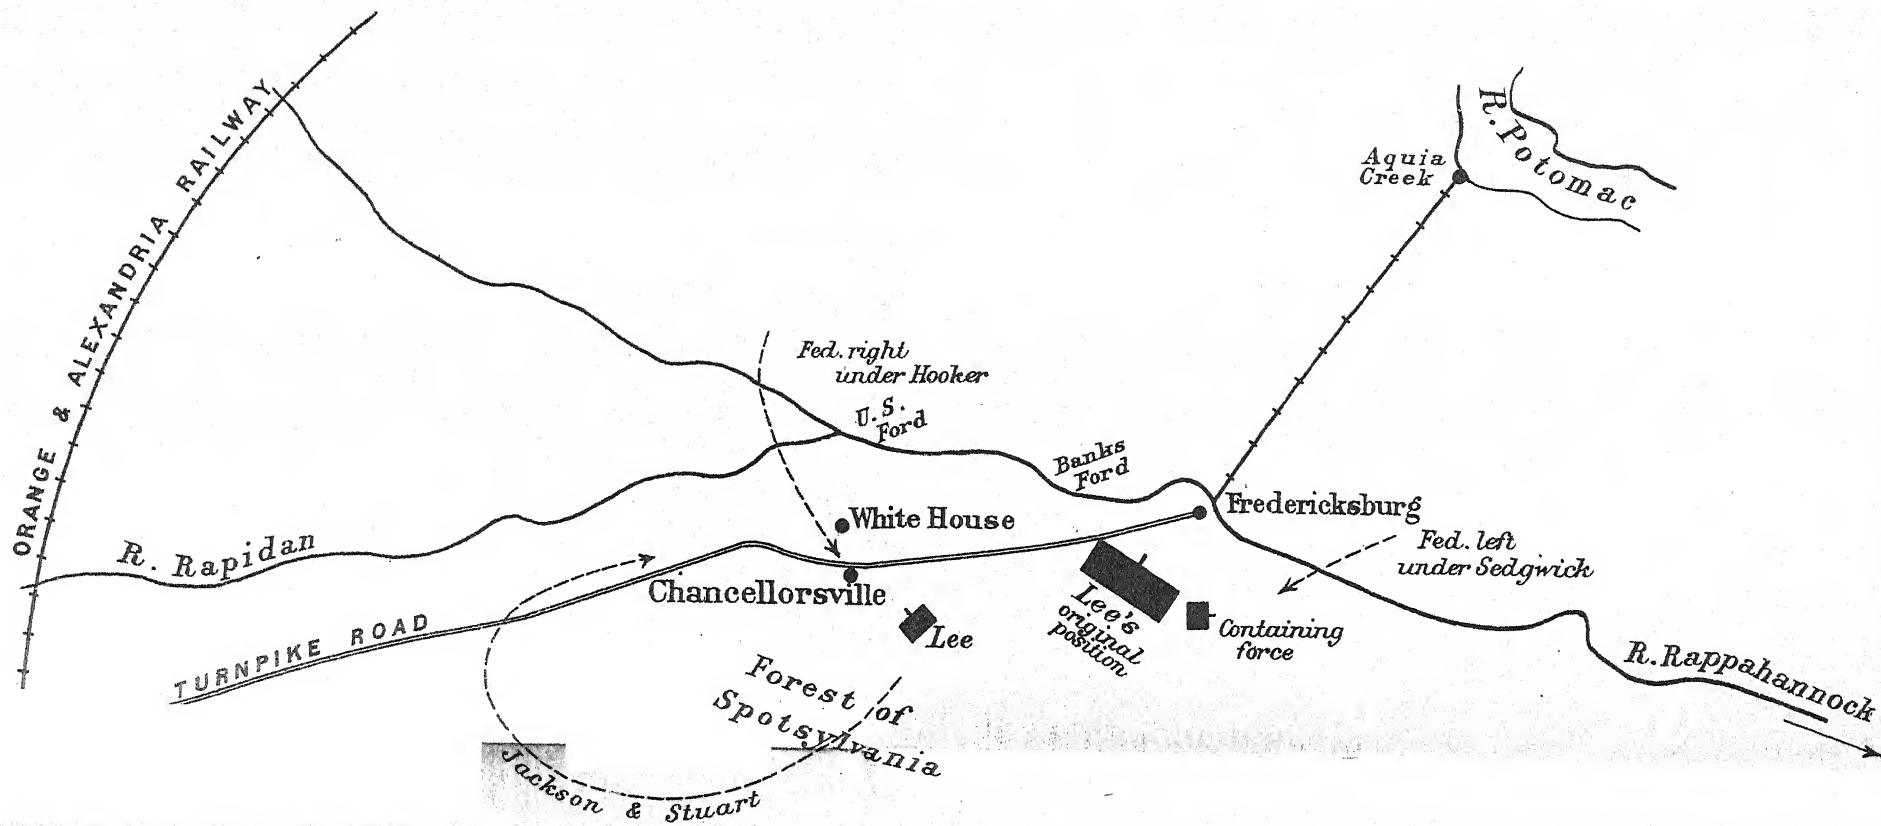 R. Potomac
Aquia
Creek
ORANGE & ALEXANDRIA RAILWAY
Fed. right
under Hooker
U.S.
Ford
Banks
Ford
Fredericksburg
White House
R. Rapidan
Fed. left
under Sedgwick
Chancellorsville
Lee's
original
position
Containing
force
Lee
TURNPIKE ROAD
R. Rappahannock
Forest of
Spotsylvania
Jackson & Stuart